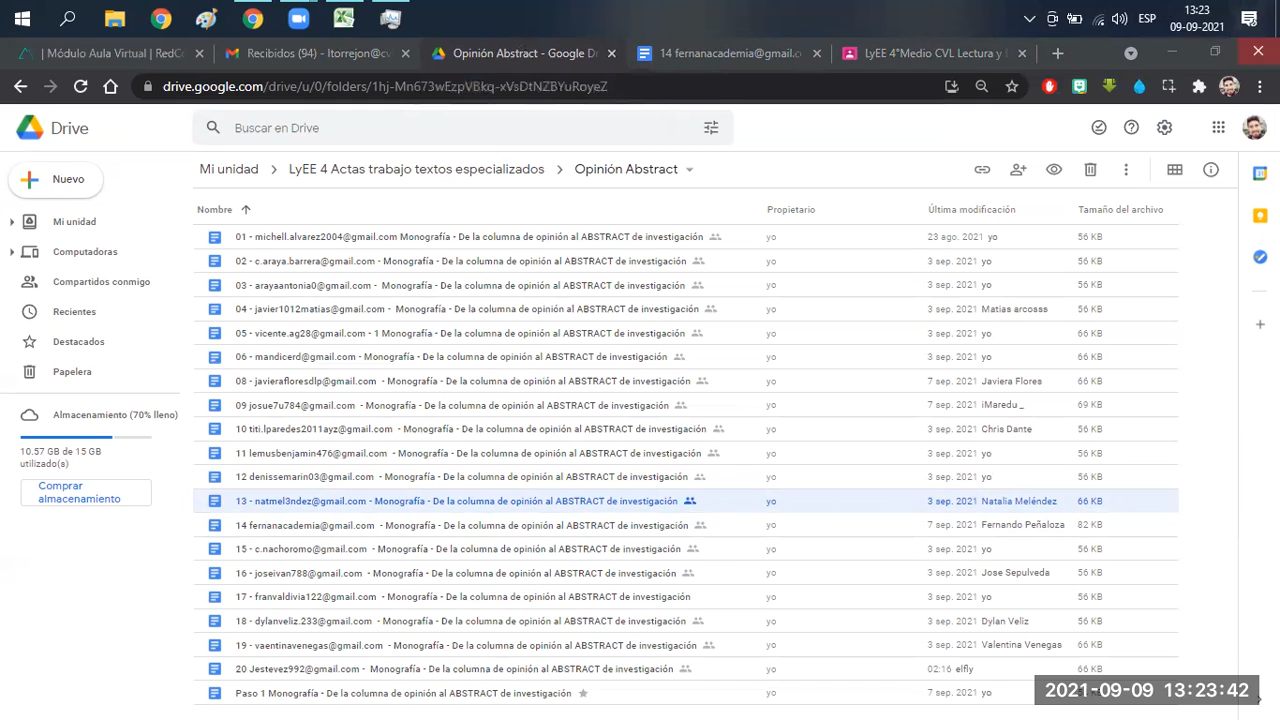 13:23
ESP
09-09-2021
Módulo Aula Virtual | RedCo
Recibidos (94) - ltorrejon@cv
Opinión Abstract - Google Dr
14 fernanacademia@gmail.co
LyEE 4°Medio CVL Lectura y
drive.google.com/drive/u/0/folders/1hj-Mn673wEzpVBkq-xVsDtNZBYuRoyeZ
Drive
Buscar en Drive
Nuevo
Mi unidad
Computadoras
Compartidos conmigo
Recientes
Destacados
Papelera
Almacenamiento (70% lleno)
10.57 GB de 15 GB
utilizado(s)
Comprar
almacenamiento
Mi unidad > LyEE 4 Actas trabajo textos especializados > Opinión Abstract
Nombre Propietario Última modificación Tamaño del archivo
01 - michell.alvarez2004@gmail.com Monografía - De la columna de opinión al ABSTRACT de investigación yo 23 ago. 2021 yo 56 KB
02 - c.araya.barrera@gmail.com - Monografía - De la columna de opinión al ABSTRACT de investigación yo 3 sep. 2021 yo 56 KB
03 - arayaantonia0@gmail.com - Monografía - De la columna de opinión al ABSTRACT de investigación yo 3 sep. 2021 yo 56 KB
04 - javier1012matias@gmail.com - Monografía - De la columna de opinión al ABSTRACT de investigación yo 3 sep. 2021 Matias arcosss 56 KB
05 - vicente.ag28@gmail.com - 1 Monografía - De la columna de opinión al ABSTRACT de investigación yo 3 sep. 2021 yo 56 KB
06 - mandicerd@gmail.com - Monografía - De la columna de opinión al ABSTRACT de investigación yo 3 sep. 2021 yo 56 KB
08 - javierafloresdlp@gmail.com - Monografía - De la columna de opinión al ABSTRACT de investigación yo 7 sep. 2021 Javiera Flores 66 KB
09 josue7u784@gmail.com - Monografía - De la columna de opinión al ABSTRACT de investigación yo 7 sep. 2021 iMaredu _ 69 KB
10 titi.lparedes2011ayz@gmail.com - Monografía - De la columna de opinión al ABSTRACT de investigación yo 3 sep. 2021 Chris Dante 56 KB
11 lemusbenjamin476@gmail.com - Monografía - De la columna de opinión al ABSTRACT de investigación yo 3 sep. 2021 yo 56 KB
12 denissemarin03@gmail.com - Monografía - De la columna de opinión al ABSTRACT de investigación yo 3 sep. 2021 yo 56 KB
13 - natmel3ndez@gmail.com - Monografía - De la columna de opinión al ABSTRACT de investigación yo 3 sep. 2021 Natalia Meléndez 66 KB
14 fernanacademia@gmail.com - Monografía - De la columna de opinión al ABSTRACT de investigación yo 7 sep. 2021 Fernando Peñaloza 82 KB
15 - c.nachoromo@gmail.com - Monografía - De la columna de opinión al ABSTRACT de investigación yo 3 sep. 2021 yo 56 KB
16 - joseivan788@gmail.com - Monografía - De la columna de opinión al ABSTRACT de investigación yo 3 sep. 2021 Jose Sepulveda 56 KB
17 - franvaldivia122@gmail.com - Monografía - De la columna de opinión al ABSTRACT de investigación yo 3 sep. 2021 yo 56 KB
18 - dylanveliz.233@gmail.com - Monografía - De la columna de opinión al ABSTRACT de investigación yo 3 sep. 2021 Dylan Veliz 56 KB
19 - vaentinavenegas@gmail.com - Monografía - De la columna de opinión al ABSTRACT de investigación yo 3 sep. 2021 Valentina Venegas 56 KB
20 Jestevez992@gmail.com - Monografía - De la columna de opinión al ABSTRACT de investigación yo 02:16 elfly 66 KB
Paso 1 Monografía - De la columna de opinión al ABSTRACT de investigación yo 7 sep. 2021 yo
2021-09-09 13:23:42